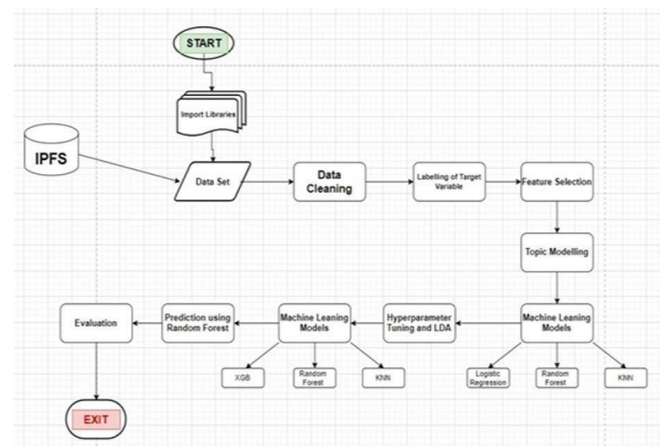 START
Import Libraries
IPFS
Data Set
Data
Cleaning
Labelling of Target
Variable
Feature Selection
Topic Modelling
Evaluation
Prediction using
Random Forest
Machine Leaning
Models
Hyperparameter
Tuning and LDA
Machine Leaning
Models
XGB
Random
Forest
KNN
Logistic
Regression
Random
Forest
KNN
EXIT